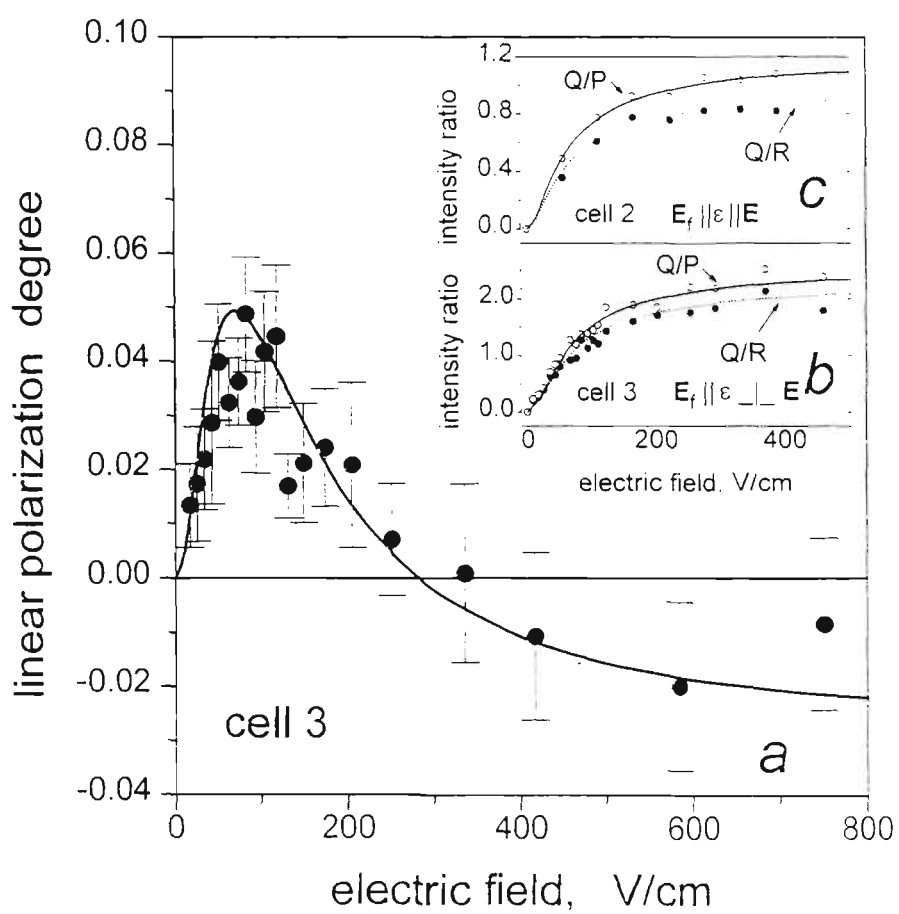 linear polarization degree
0.10
0.08
0.06
0.04
0.02
0.00
-0.02
-0.04
0
200
400
600
800
electric field, V/cm
cell 3
a
intensity ratio
1.2
0.8
0.4
0.0
Q/P
Q/R
cell 2 E_f ||ε||E
c
intensity ratio
2.0
1.0
0.0
Q/P
Q/R
cell 3 E_f ||ε _|_ E
b
0
200
400
electric field, V/cm